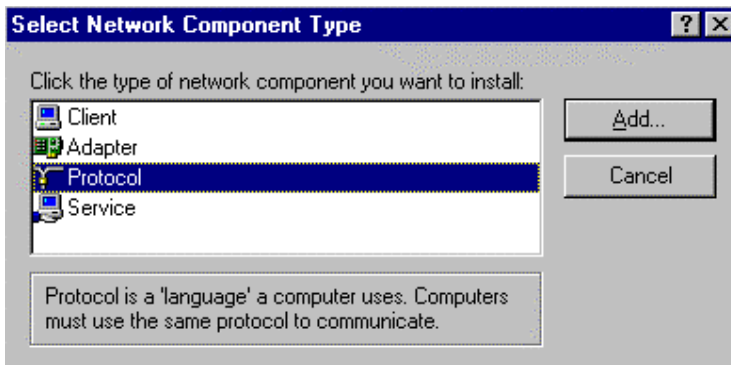 Select Network Component Type
Click the type of network component you want to install:
Client
Adapter
Protocol
Service
Add...
Cancel
Protocol is a 'language' a computer uses. Computers
must use the same protocol to communicate.